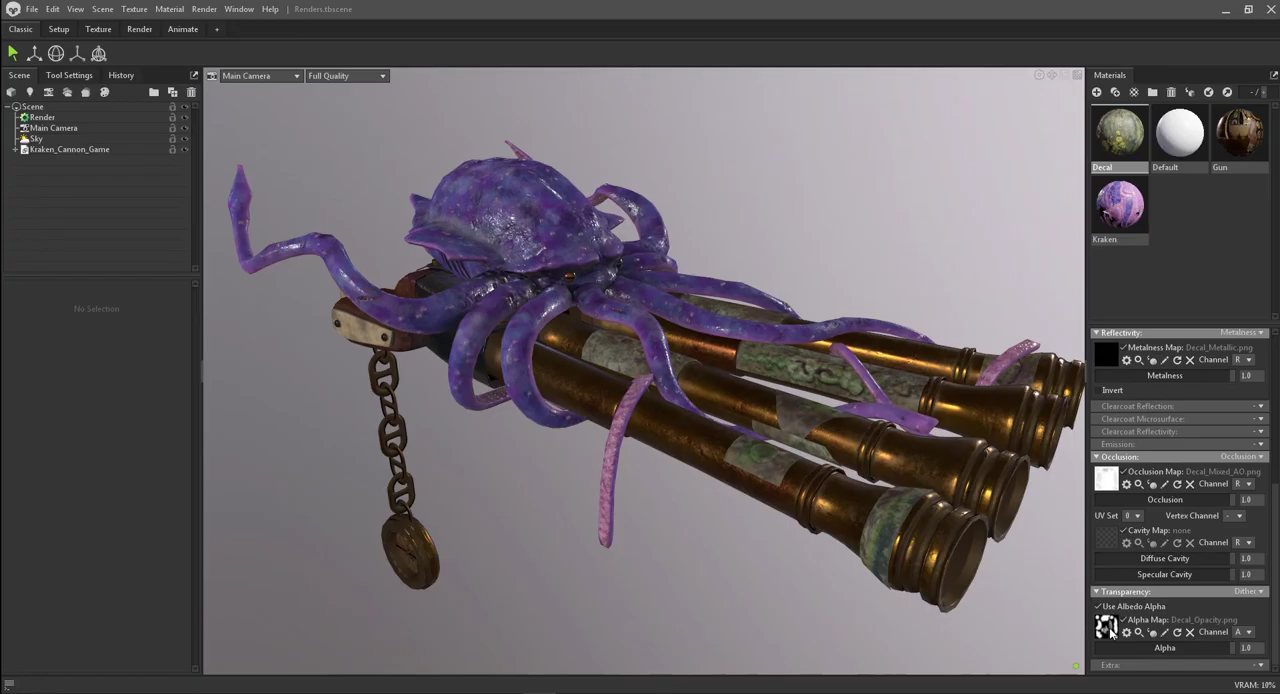 File Edit View Scene Texture Material Render Window Help Renders.tbscene
Classic Setup Texture Render Animate +
Scene Tool Settings History
Main Camera Full Quality
Materials
- /
Scene
Render
Main Camera
Sky
Kraken_Cannon_Game
No Selection
Decal Default Gun
Kraken
Reflectivity: Metalness
Metalness Map: Decal_Metallic.png
Channel R
Metalness 1.0
Invert
Clearcoat Reflection: -
Clearcoat Microsurface: -
Clearcoat Reflectivity: -
Emission: -
Occlusion: Occlusion
Occlusion Map: Decal_Mixed_AO.png
Channel R
Occlusion 1.0
UV Set 0 Vertex Channel -
Cavity Map: none
Channel R
Diffuse Cavity 1.0
Specular Cavity 1.0
Transparency: Dither
Use Albedo Alpha
Alpha Map: Decal_Opacity.png
Channel A
Alpha 1.0
Extra: -
VRAM: 10%